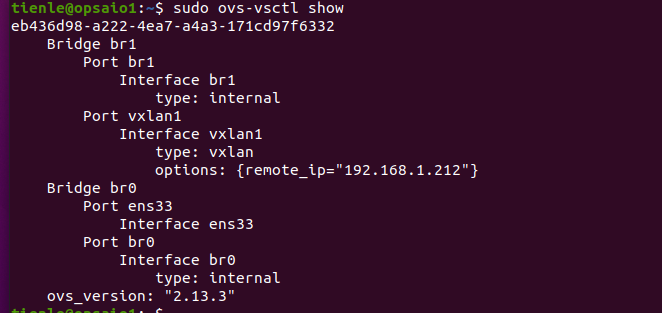 tienle@opsaio1:~$ sudo ovs-vsctl show
eb436d98-a222-4ea7-a4a3-171cd97f6332
    Bridge br1
        Port br1
            Interface br1
                type: internal
        Port vxlan1
            Interface vxlan1
                type: vxlan
                options: {remote_ip="192.168.1.212"}
    Bridge br0
        Port ens33
            Interface ens33
        Port br0
            Interface br0
                type: internal
    ovs_version: "2.13.3"
tienle@opsaio1:~$